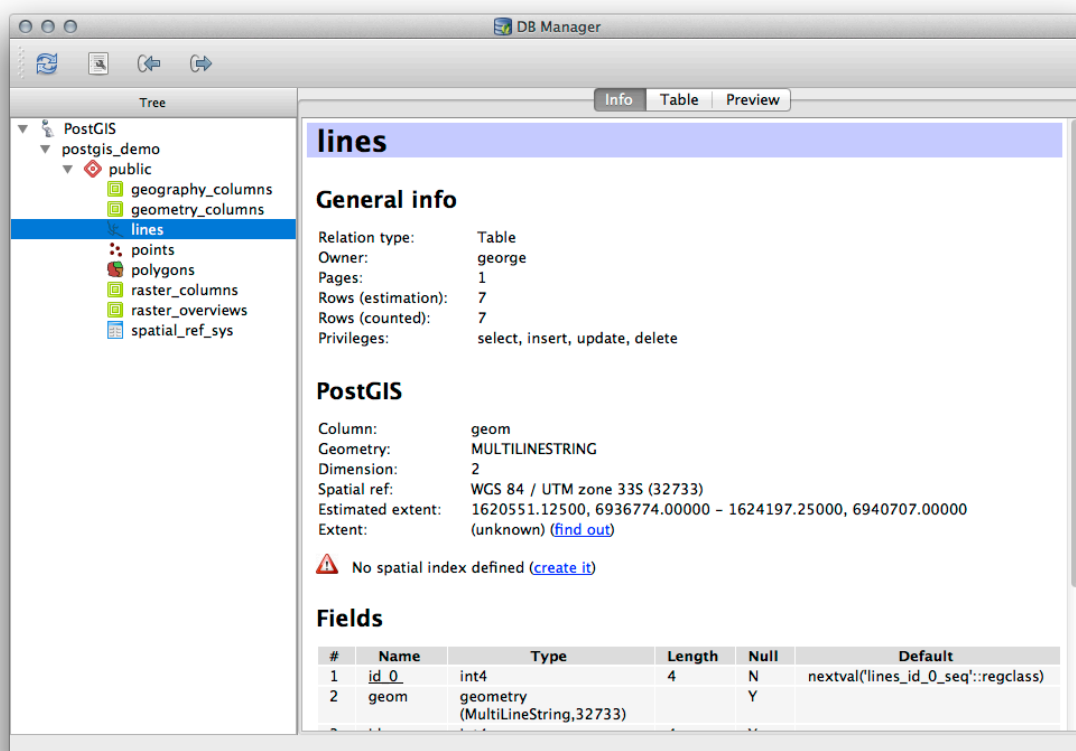 DB Manager
Tree
Info Table Preview
PostGIS
postgis_demo
public
geography_columns
geometry_columns
lines
points
polygons
raster_columns
raster_overviews
spatial_ref_sys
lines
General info
Relation type: Table
Owner: george
Pages: 1
Rows (estimation): 7
Rows (counted): 7
Privileges: select, insert, update, delete
PostGIS
Column: geom
Geometry: MULTILINESTRING
Dimension: 2
Spatial ref: WGS 84 / UTM zone 33S (32733)
Estimated extent: 1620551.12500, 6936774.00000 – 1624197.25000, 6940707.00000
Extent: (unknown) (find out)
No spatial index defined (create it)
Fields
# Name Type Length Null Default
1 id_0 int4 4 N nextval('lines_id_0_seq'::regclass)
2 geom geometry Y
(MultiLineString,32733)